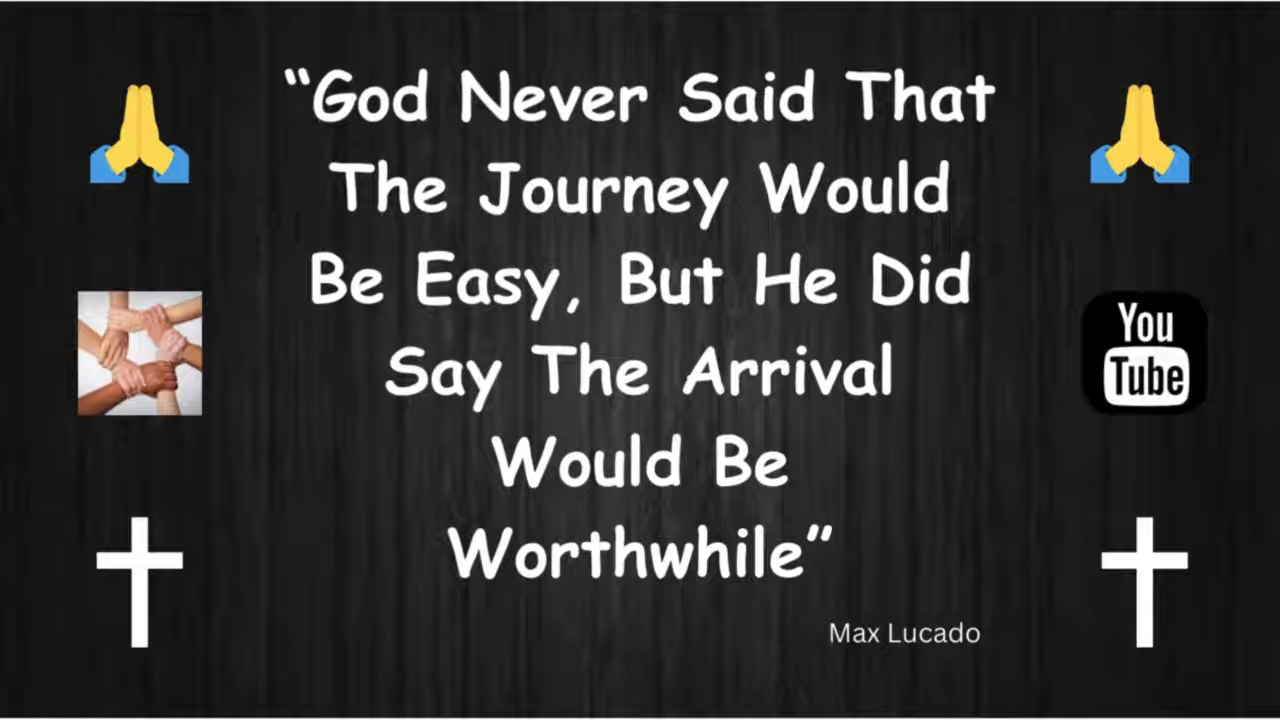 “God Never Said That
The Journey Would
Be Easy, But He Did
Say The Arrival
Would Be
Worthwhile”
Max Lucado
You
Tube